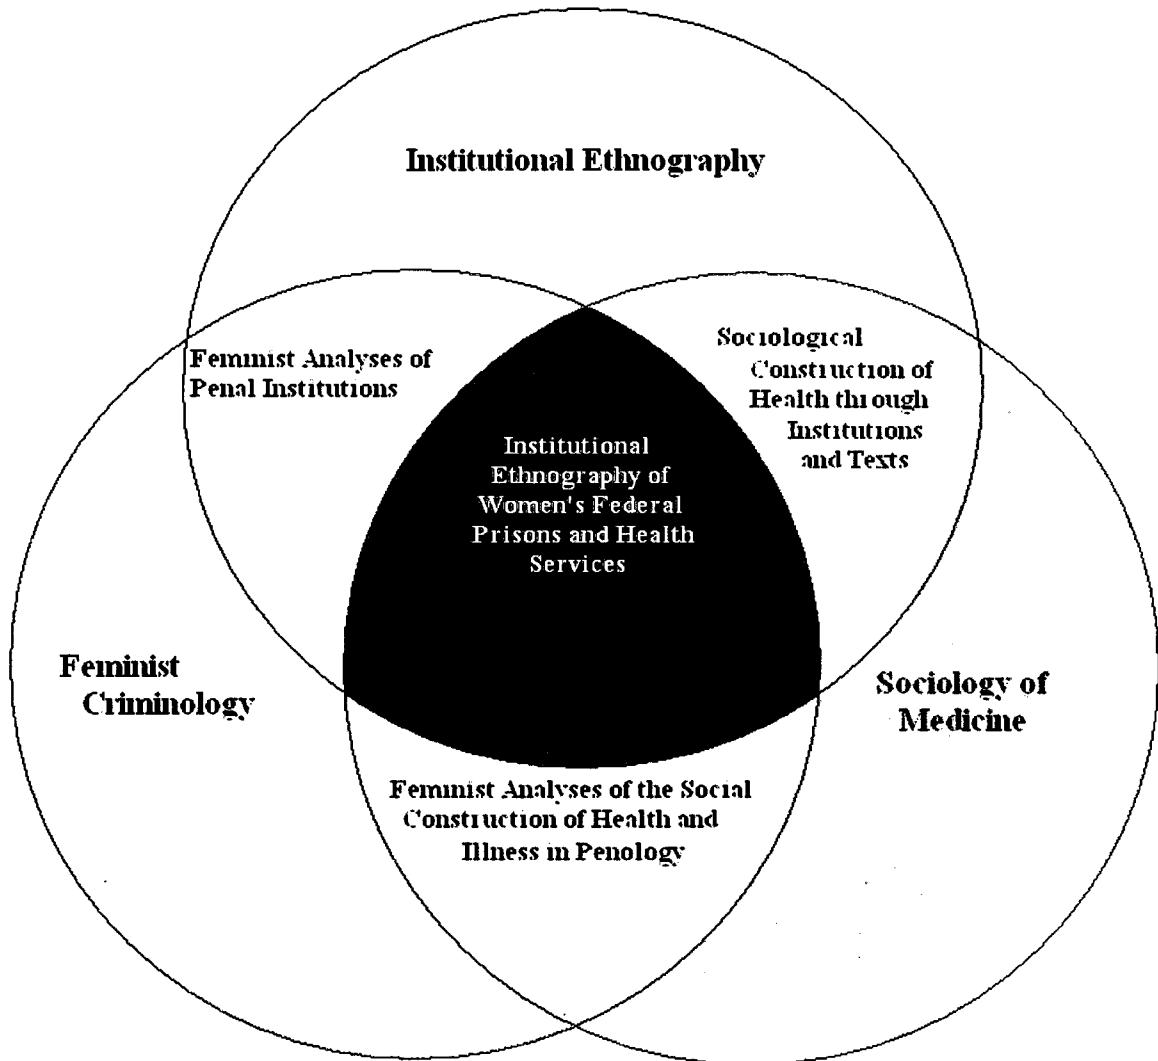 Institutional Ethnography
Feminist Analyses of
Penal Institutions
Sociological
Construction of
Health through
Institutions
and Texts
Institutional
Ethnography of
Women's Federal
Prisons and Health
Services
Feminist
Criminology
Sociology of
Medicine
Feminist Analyses of the Social
Construction of Health and
Illness in Penology